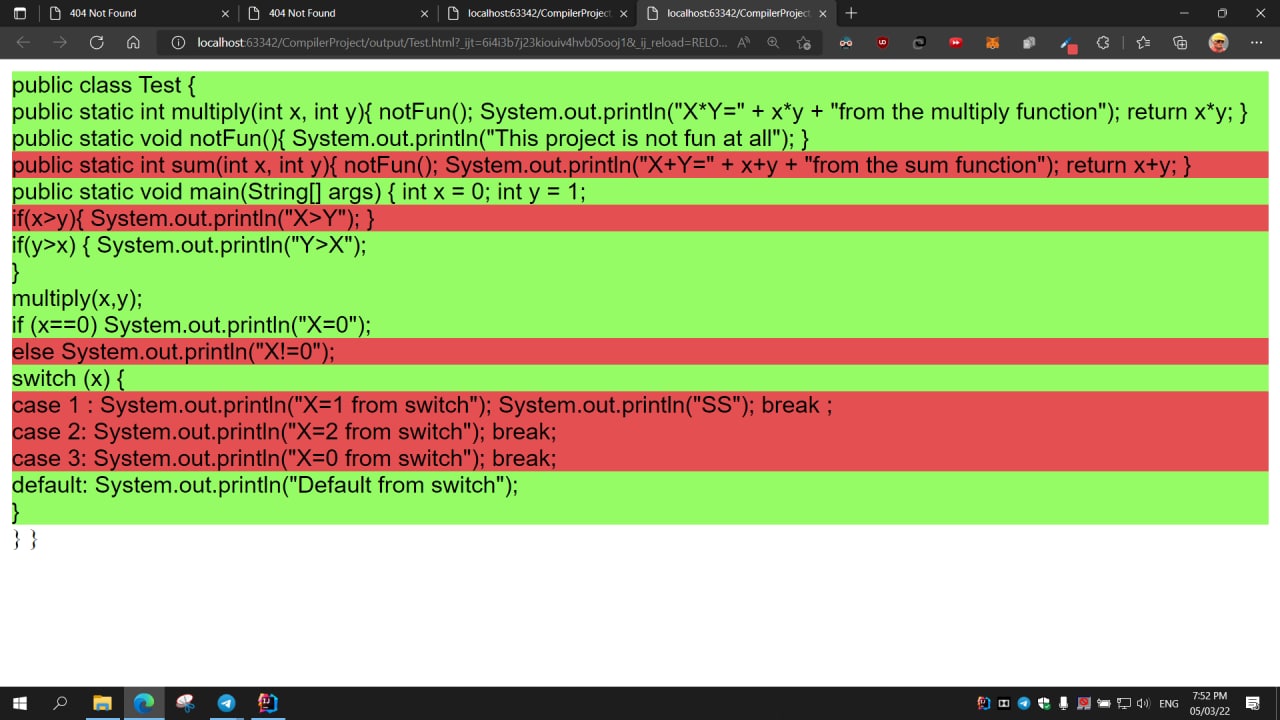 404 Not Found
404 Not Found
localhost:63342/CompilerProject
localhost:63342/CompilerProject
localhost:63342/CompilerProject/output/Test.html?_ijt=6i4i3b7j23kiouiv4hvb05ooj1&_ij_reload=RELO...
public class Test {
public static int multiply(int x, int y){ notFun(); System.out.println("X*Y=" + x*y + "from the multiply function"); return x*y; }
public static void notFun(){ System.out.println("This project is not fun at all"); }
public static int sum(int x, int y){ notFun(); System.out.println("X+Y=" + x+y + "from the sum function"); return x+y; }
public static void main(String[] args) { int x = 0; int y = 1;
if(x>y){ System.out.println("X>Y"); }
if(y>x) { System.out.println("Y>X");
}
multiply(x,y);
if (x==0) System.out.println("X=0");
else System.out.println("X!=0");
switch (x) {
case 1 : System.out.println("X=1 from switch"); System.out.println("SS"); break ;
case 2: System.out.println("X=2 from switch"); break;
case 3: System.out.println("X=0 from switch"); break;
default: System.out.println("Default from switch");
}
} }
ENG
7:52 PM
05/03/22